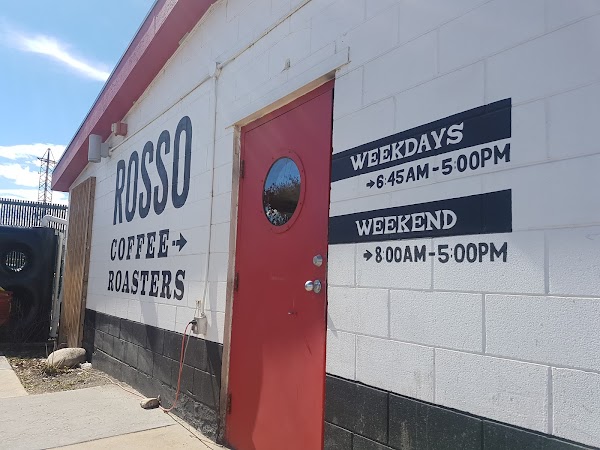 ROSSO
COFFEE→
ROASTERS
WEEKDAYS
→6:45AM-5:00PM
WEEKEND
→8:00AM-5:00PM